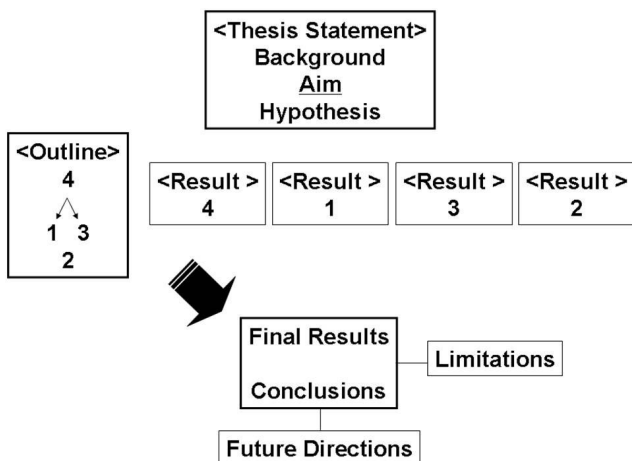 <Thesis Statement>
Background
Aim
Hypothesis
<Outline>
4
1 3
2
<Result >
4
<Result >
1
<Result >
3
<Result >
2
Final Results
Conclusions
Limitations
Future Directions